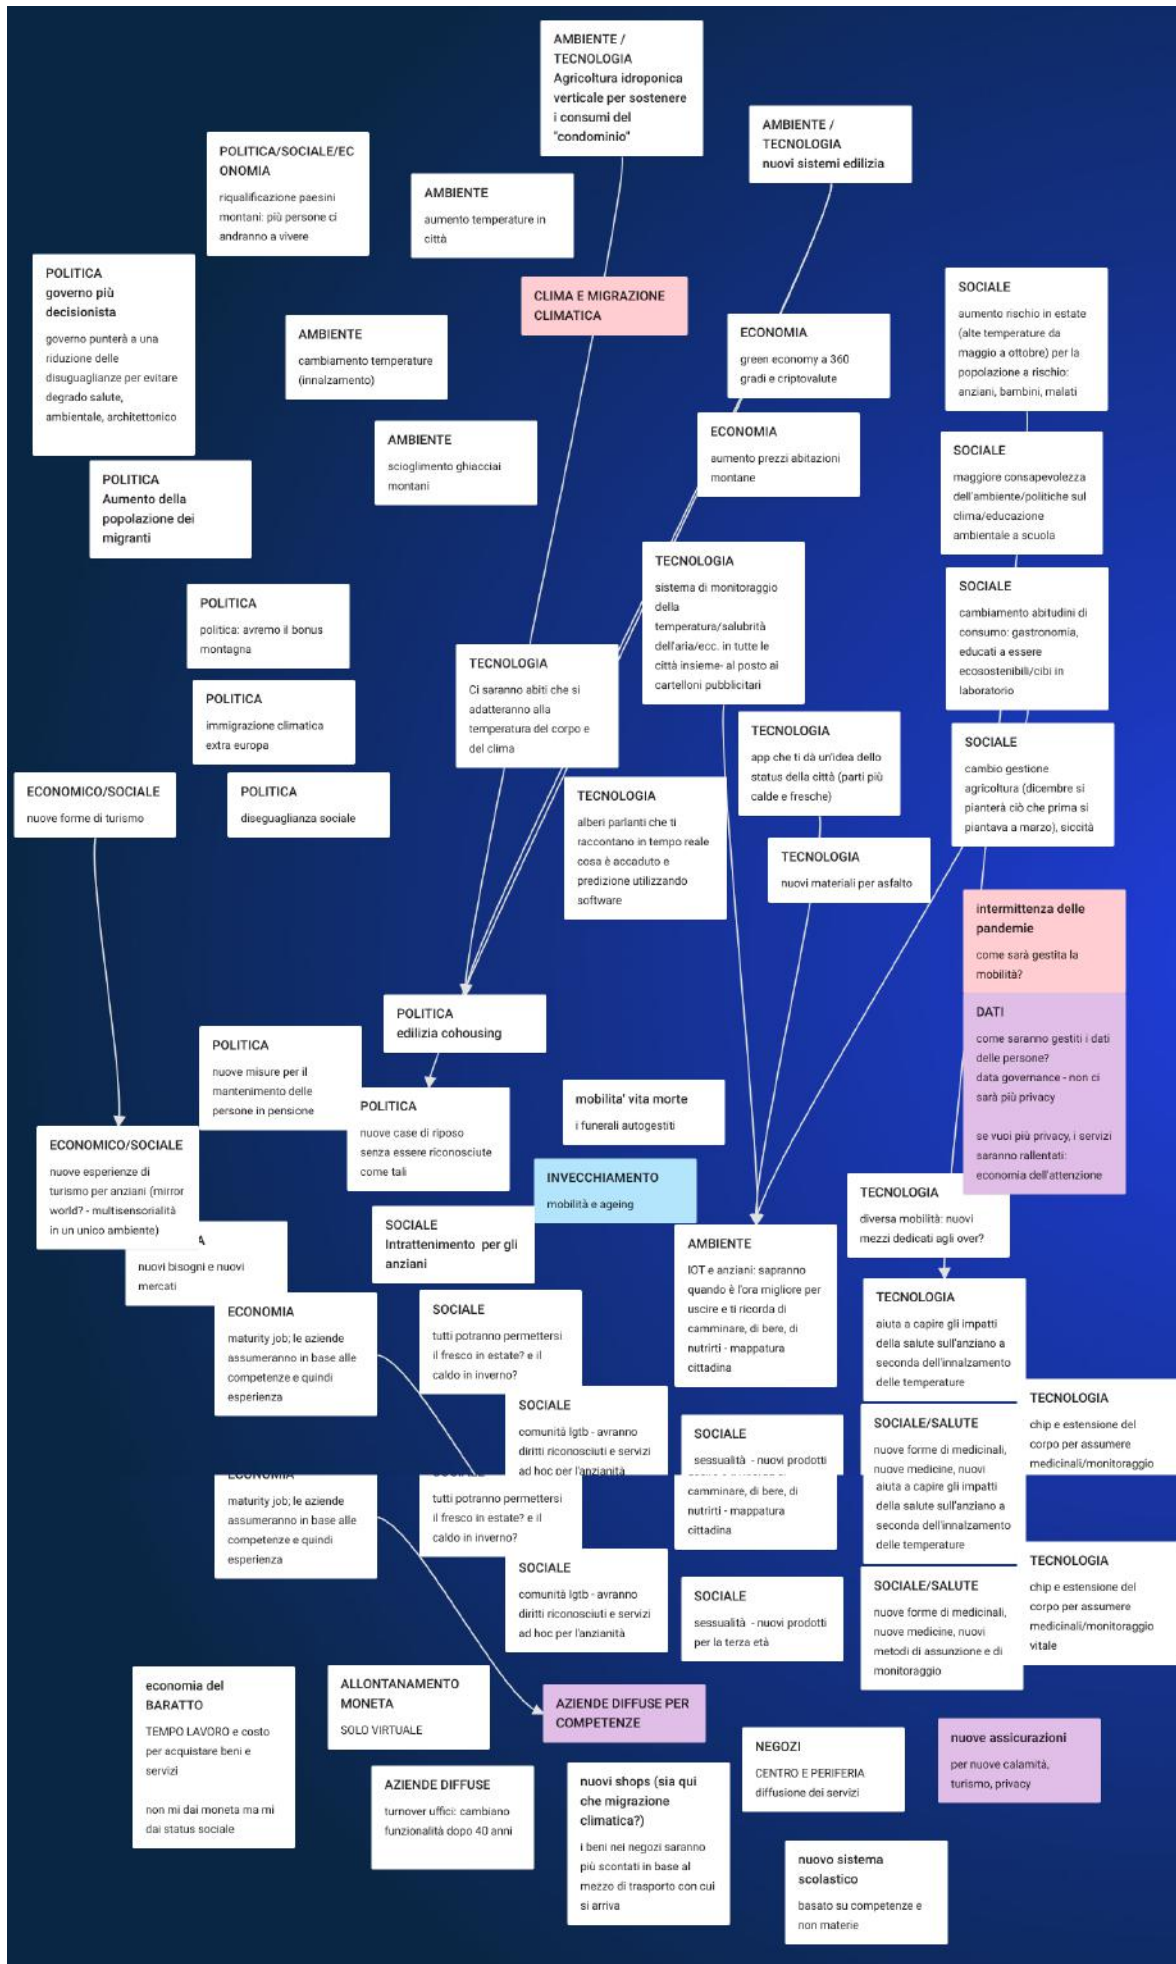 AMBIENTE /
TECNOLOGIA
Agricoltura idroponica
verticale per sostenere
i consumi del
"condominio"
AMBIENTE /
TECNOLOGIA
nuovi sistemi edilizia
POLITICA/SOCIALE/EC
ONOMIA
riqualificazione paesini
montani: più persone ci
andranno a vivere
AMBIENTE
aumento temperature in
città
POLITICA
governo più
decisionista
governo punterà a una
riduzione delle
disuguaglianze per evitare
degrado salute,
ambientale, architettonico
CLIMA E MIGRAZIONE
CLIMATICA
SOCIALE
aumento rischio in estate
(alte temperature da
maggio a ottobre) per la
popolazione a rischio:
anziani, bambini, malati
AMBIENTE
cambiamento temperature
(innalzamento)
ECONOMIA
green economy a 360
gradi e criptovalute
AMBIENTE
scioglimento ghiacciai
montani
ECONOMIA
aumento prezzi abitazioni
montane
SOCIALE
maggiore consapevolezza
dell'ambiente/politiche sul
clima/educazione
ambientale a scuola
POLITICA
Aumento della
popolazione dei
migranti
TECNOLOGIA
sistema di monitoraggio
della
temperatura/salubrità
dell'aria/ecc. in tutte le
città insieme- al posto ai
cartelloni pubblicitari
SOCIALE
cambiamento abitudini di
consumo: gastronomia,
educati a essere
ecosostenibili/cibi in
laboratorio
POLITICA
politica: avremo il bonus
montagna
TECNOLOGIA
Ci saranno abiti che si
adatteranno alla
temperatura del corpo e
del clima
POLITICA
immigrazione climatica
extra europa
TECNOLOGIA
app che ti dà un'idea dello
status della città (parti più
calde e fresche)
SOCIALE
cambio gestione
agricoltura (dicembre si
pianterà ciò che prima si
piantava a marzo), siccità
ECONOMICO/SOCIALE
nuove forme di turismo
POLITICA
diseguaglianza sociale
TECNOLOGIA
alberi parlanti che ti
raccontano in tempo reale
cosa è accaduto e
predizione utilizzando
software
TECNOLOGIA
nuovi materiali per asfalto
intermittenza delle
pandemie
come sarà gestita la
mobilità?
POLITICA
edilizia cohousing
DATI
come saranno gestiti i dati
delle persone?
data governance - non ci
sarà più privacy
se vuoi più privacy, i servizi
saranno rallentati:
economia dell'attenzione
POLITICA
nuove misure per il
mantenimento delle
persone in pensione
POLITICA
nuove case di riposo
senza essere riconosciute
come tali
mobilita' vita morte
i funerali autogestiti
ECONOMICO/SOCIALE
nuove esperienze di
turismo per anziani (mirror
world? - multisensorialità
in un unico ambiente)
INVECCHIAMENTO
mobilità e ageing
TECNOLOGIA
diversa mobilità: nuovi
mezzi dedicati agli over?
SOCIALE
Intrattenimento per gli
anziani
A
nuovi bisogni e nuovi
mercati
AMBIENTE
IOT e anziani: sapranno
quando è l'ora migliore per
uscire e ti ricorda di
camminare, di bere, di
nutrirti - mappatura
cittadina
TECNOLOGIA
aiuta a capire gli impatti
della salute sull'anziano a
seconda dell'innalzamento
delle temperature
ECONOMIA
maturity job; le aziende
assumeranno in base alle
competenze e quindi
esperienza
SOCIALE
tutti potranno permettersi
il fresco in estate? e il
caldo in inverno?
SOCIALE
comunità lgtb - avranno
diritti riconosciuti e servizi
ad hoc per l'anzianità
SOCIALE
sessualità - nuovi prodotti
SOCIALE/SALUTE
nuove forme di medicinali,
nuove medicine, nuovi
TECNOLOGIA
chip e estensione del
corpo per assumere
medicinali/monitoraggio
ECONOMIA
maturity job; le aziende
assumeranno in base alle
competenze e quindi
esperienza
SOCIALE
tutti potranno permettersi
il fresco in estate? e il
caldo in inverno?
camminare, di bere, di
nutrirti - mappatura
cittadina
aiuta a capire gli impatti
della salute sull'anziano a
seconda dell'innalzamento
delle temperature
SOCIALE
comunità lgtb - avranno
diritti riconosciuti e servizi
ad hoc per l'anzianità
SOCIALE
sessualità - nuovi prodotti
per la terza età
SOCIALE/SALUTE
nuove forme di medicinali,
nuove medicine, nuovi
metodi di assunzione e di
monitoraggio
TECNOLOGIA
chip e estensione del
corpo per assumere
medicinali/monitoraggio
vitale
economia del
BARATTO
TEMPO LAVORO e costo
per acquistare beni e
servizi
non mi dai moneta ma mi
dai status sociale
ALLONTANAMENTO
MONETA
SOLO VIRTUALE
AZIENDE DIFFUSE PER
COMPETENZE
NEGOZI
CENTRO E PERIFERIA
diffusione dei servizi
nuove assicurazioni
per nuove calamità,
turismo, privacy
AZIENDE DIFFUSE
turnover uffici: cambiano
funzionalità dopo 40 anni
nuovi shops (sia qui
che migrazione
climatica?)
i beni nei negozi saranno
più scontati in base al
mezzo di trasporto con cui
si arriva
nuovo sistema
scolastico
basato su competenze e
non materie